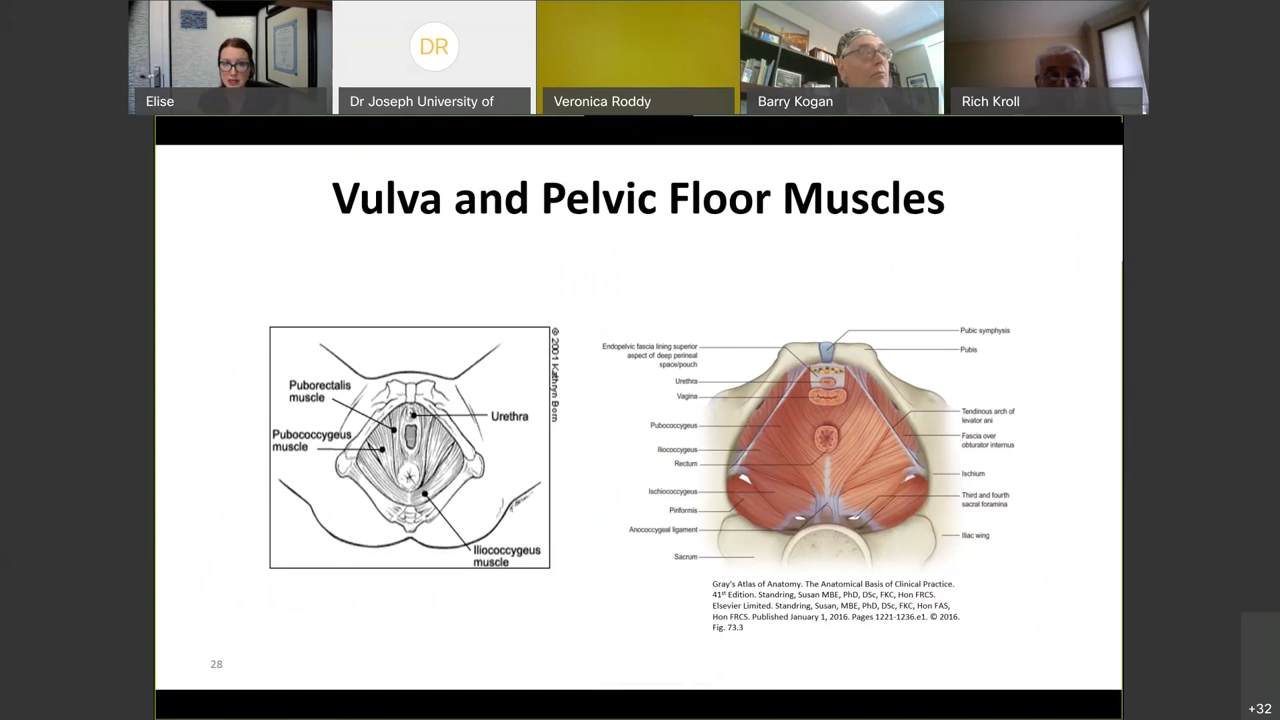 DR
Elise
Dr Joseph University of
Veronica Roddy
Barry Kogan
Rich Kroll
Vulva and Pelvic Floor Muscles
Puborectalis
muscle
Pubococcygeus
muscle
Urethra
Iliococcygeus
muscle
© 2001 Kathryn Born
Endopelvic fascia lining superior
aspect of deep perineal
space/pouch
Urethra
Vagina
Pubococcygeus
Iliococcygeus
Rectum
Ischiococcygeus
Piriformis
Anococcygeal ligament
Sacrum
Pubic symphysis
Pubis
Tendinous arch of
levator ani
Fascia over
obturator internus
Ischium
Third and fourth
sacral foramina
Iliac wing
Gray's Atlas of Anatomy. The Anatomical Basis of Clinical Practice.
41st Edition. Standring, Susan MBE, PhD, DSc, FKC, Hon FRCS.
Elsevier Limited. Standring, Susan, MBE, PhD, DSc, FKC, Hon FAS,
Hon FRCS. Published January 1, 2016. Pages 1221-1236.e1. © 2016.
Fig. 73.3
28
+32